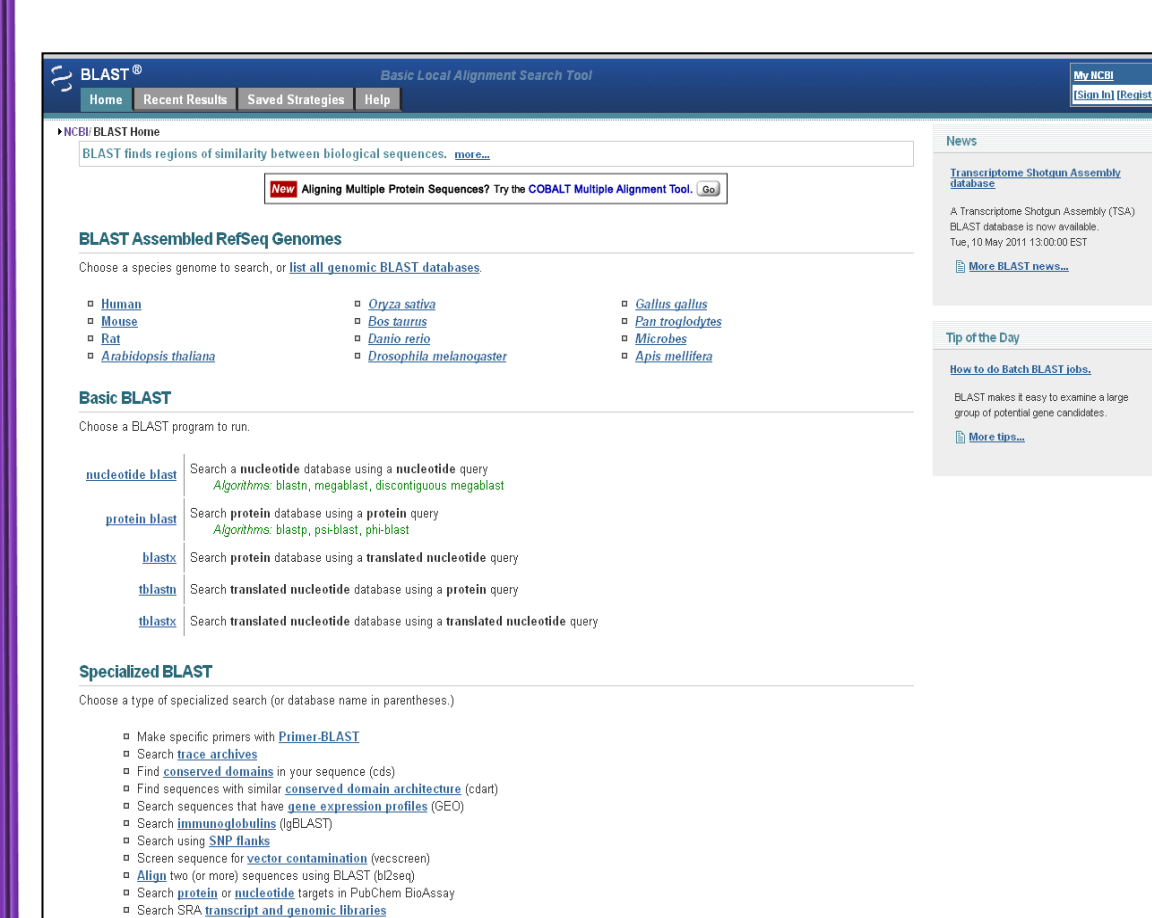 BLAST ®
Basic Local Alignment Search Tool
My NCBI
[Sign In] [Regist
Home Recent Results Saved Strategies Help
NCBI/ BLAST Home
BLAST finds regions of similarity between biological sequences. more...
New Aligning Multiple Protein Sequences? Try the COBALT Multiple Alignment Tool. Go
BLAST Assembled RefSeq Genomes
Choose a species genome to search, or list all genomic BLAST databases.
Human
Mouse
Rat
Arabidopsis thaliana
Oryza sativa
Bos taurus
Danio rerio
Drosophila melanogaster
Gallus gallus
Pan troglodytes
Microbes
Apis mellifera
Basic BLAST
Choose a BLAST program to run.
nucleotide blast Search a nucleotide database using a nucleotide query
Algorithms: blastn, megablast, discontiguous megablast
protein blast Search protein database using a protein query
Algorithms: blastp, psi-blast, phi-blast
blastx Search protein database using a translated nucleotide query
tblastn Search translated nucleotide database using a protein query
tblastx Search translated nucleotide database using a translated nucleotide query
Specialized BLAST
Choose a type of specialized search (or database name in parentheses.)
Make specific primers with Primer-BLAST
Search trace archives
Find conserved domains in your sequence (cds)
Find sequences with similar conserved domain architecture (cdart)
Search sequences that have gene expression profiles (GEO)
Search immunoglobulins (IgBLAST)
Search using SNP flanks
Screen sequence for vector contamination (vecscreen)
Align two (or more) sequences using BLAST (bl2seq)
Search protein or nucleotide targets in PubChem BioAssay
Search SRA transcript and genomic libraries
News
Transcriptome Shotgun Assembly
database
A Transcriptome Shotgun Assembly (TSA)
BLAST database is now available.
Tue, 10 May 2011 13:00:00 EST
More BLAST news...
Tip of the Day
How to do Batch BLAST jobs.
BLAST makes it easy to examine a large
group of potential gene candidates.
More tips...